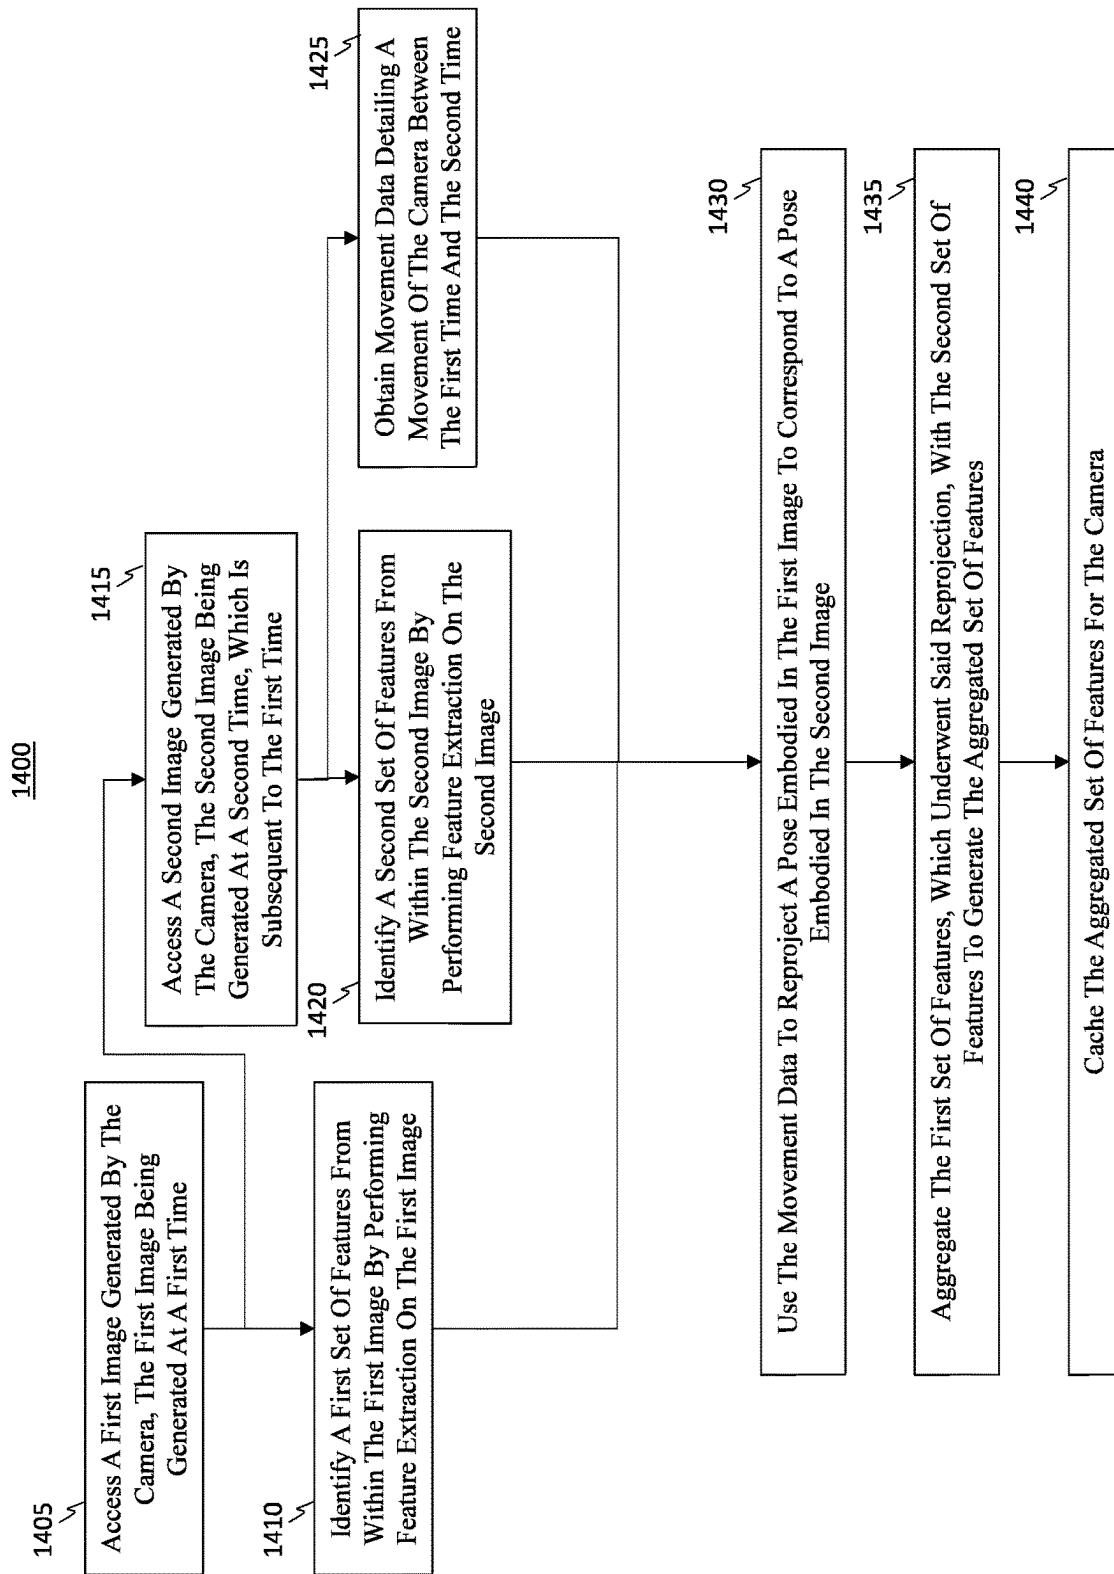 1400
1405
Access A First Image Generated By The
Camera, The First Image Being
Generated At A First Time
1410
Identify A First Set Of Features From
Within The First Image By Performing
Feature Extraction On The First Image
1415
Access A Second Image Generated By
The Camera, The Second Image Being
Generated At A Second Time, Which Is
Subsequent To The First Time
1420
Identify A Second Set Of Features From
Within The Second Image By
Performing Feature Extraction On The
Second Image
1425
Obtain Movement Data Detailing A
Movement Of The Camera Between
The First Time And The Second Time
1430
Use The Movement Data To Reproject A Pose Embodied In The First Image To Correspond To A Pose
Embodied In The Second Image
1435
Aggregate The First Set Of Features, Which Underwent Said Reprojection, With The Second Set Of
Features To Generate The Aggregated Set Of Features
1440
Cache The Aggregated Set Of Features For The Camera